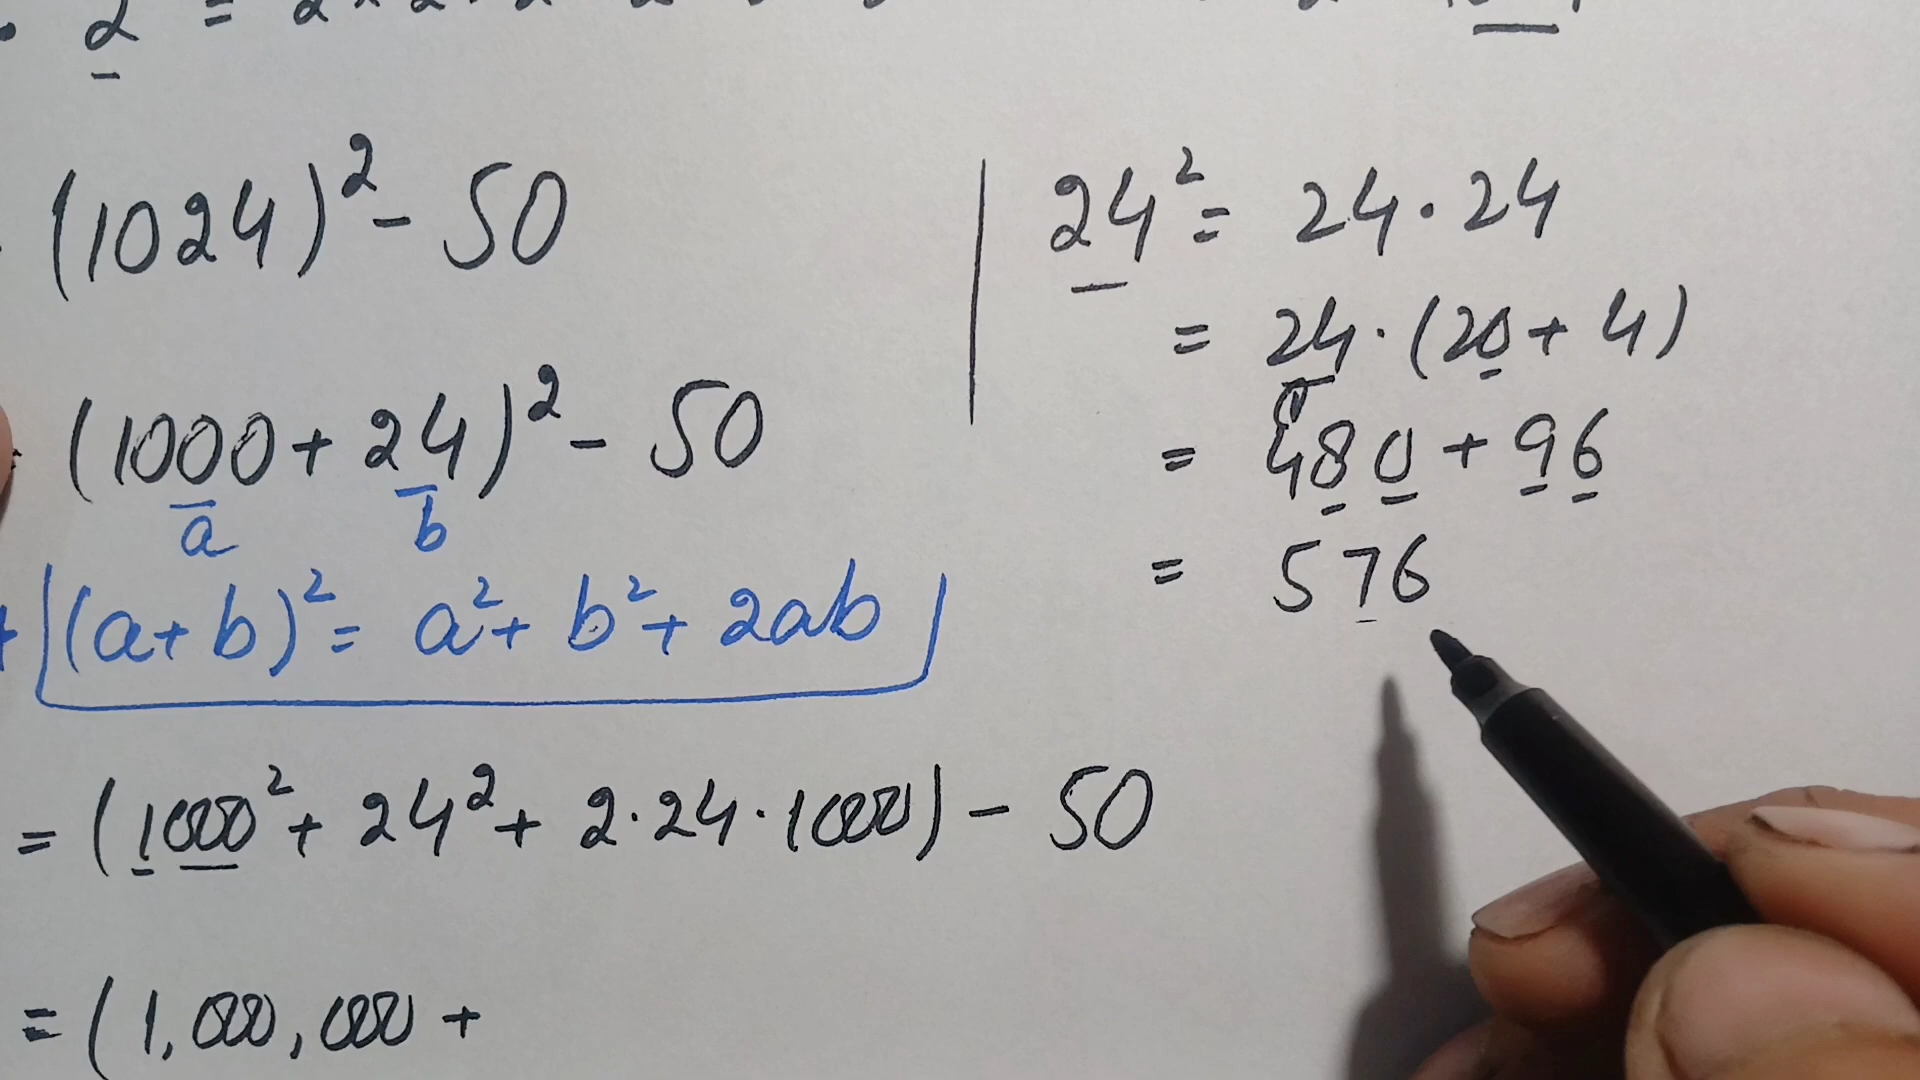 (1024)² - 50
(1000 + 24)² - 50
a b
(a+b)² = a² + b² + 2ab
= (1000² + 24² + 2·24·1000) - 50
= (1,000,000 +
24² = 24·24
= 24·(20+4)
= 480 + 96
= 576